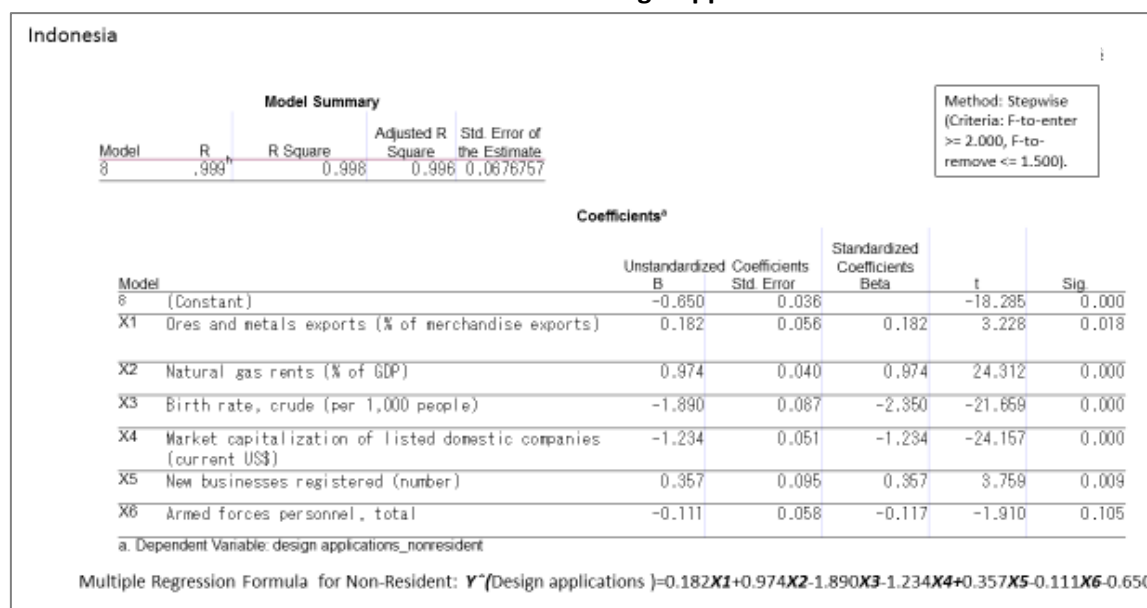 Indonesia
Model Summary
Model R R Square Adjusted R Square Std. Error of the Estimate
8 .999h 0.998 0.996 0.0676757
Method: Stepwise
(Criteria: F-to-enter
>= 2.000, F-to-
remove <= 1.500).
Coefficientsa
Model Unstandardized Coefficients B Std. Error Standardized Coefficients Beta t Sig.
8 (Constant) -0.650 0.036 -18.285 0.000
X1 Ores and metals exports (% of merchandise exports) 0.182 0.056 0.182 3.228 0.018
X2 Natural gas rents (% of GDP) 0.974 0.040 0.974 24.312 0.000
X3 Birth rate, crude (per 1,000 people) -1.890 0.087 -2.350 -21.659 0.000
X4 Market capitalization of listed domestic companies (current US$) -1.234 0.051 -1.234 -24.157 0.000
X5 New businesses registered (number) 0.357 0.095 0.357 3.759 0.009
X6 Armed forces personnel, total -0.111 0.058 -0.117 -1.910 0.105
a. Dependent Variable: design applications_nonresident
Multiple Regression Formula for Non-Resident: Y^(Design applications )=0.182X1+0.974X2-1.890X3-1.234X4+0.357X5-0.111X6-0.650